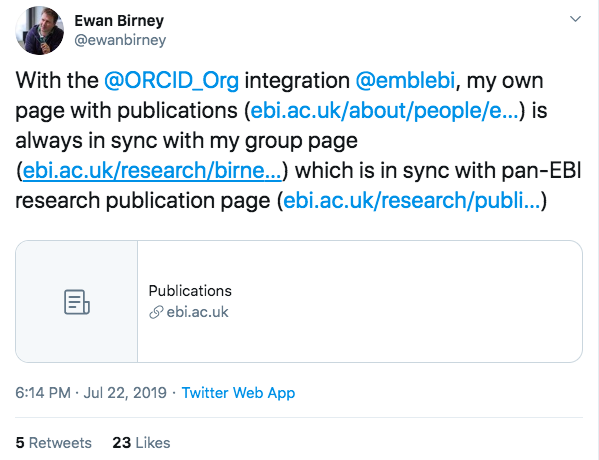 Ewan Birney
@ewanbirney
With the @ORCID_Org integration @emblebi, my own
page with publications (ebi.ac.uk/about/people/e...) is
always in sync with my group page
(ebi.ac.uk/research/birne...) which is in sync with pan-EBI
research publication page (ebi.ac.uk/research/publi...)
Publications
ebi.ac.uk
6:14 PM · Jul 22, 2019 · Twitter Web App
5 Retweets 23 Likes